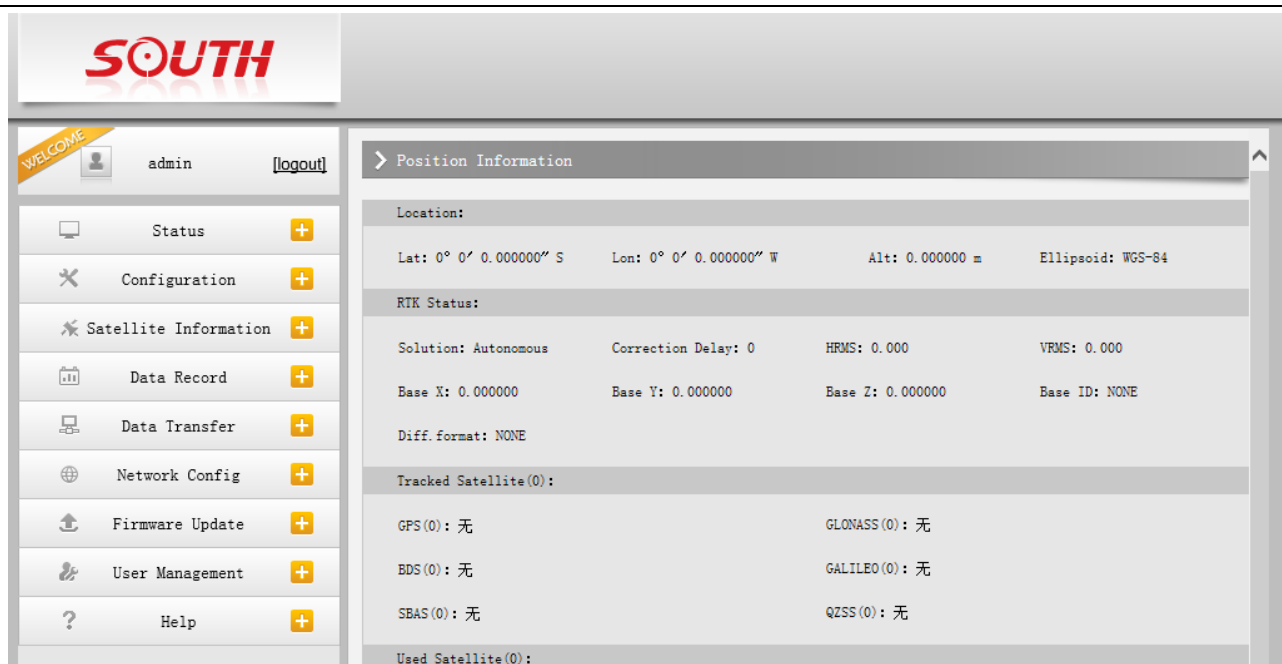 SOUTH
WELCOME
admin [logout]
Status
Configuration
Satellite Information
Data Record
Data Transfer
Network Config
Firmware Update
User Management
Help
Position Information
Location:
Lat: 0° 0′ 0.000000″ S Lon: 0° 0′ 0.000000″ W Alt: 0.000000 m Ellipsoid: WGS-84
RTK Status:
Solution: Autonomous Correction Delay: 0 HRMS: 0.000 VRMS: 0.000
Base X: 0.000000 Base Y: 0.000000 Base Z: 0.000000 Base ID: NONE
Diff.format: NONE
Tracked Satellite(0):
GPS(0): 无 GLONASS(0): 无
BDS(0): 无 GALILEO(0): 无
SBAS(0): 无 QZSS(0): 无
Used Satellite(0):